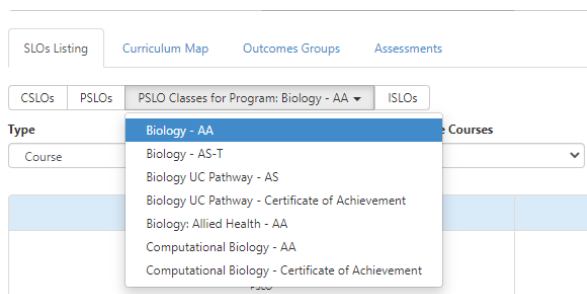 SLOs Listing Curriculum Map Outcomes Groups Assessments
CSLOs PSLOs PSLO Classes for Program: Biology - AA ISLOs
Type Courses
Course
Biology - AA
Biology - AS-T
Biology UC Pathway - AS
Biology UC Pathway - Certificate of Achievement
Biology: Allied Health - AA
Computational Biology - AA
Computational Biology - Certificate of Achievement